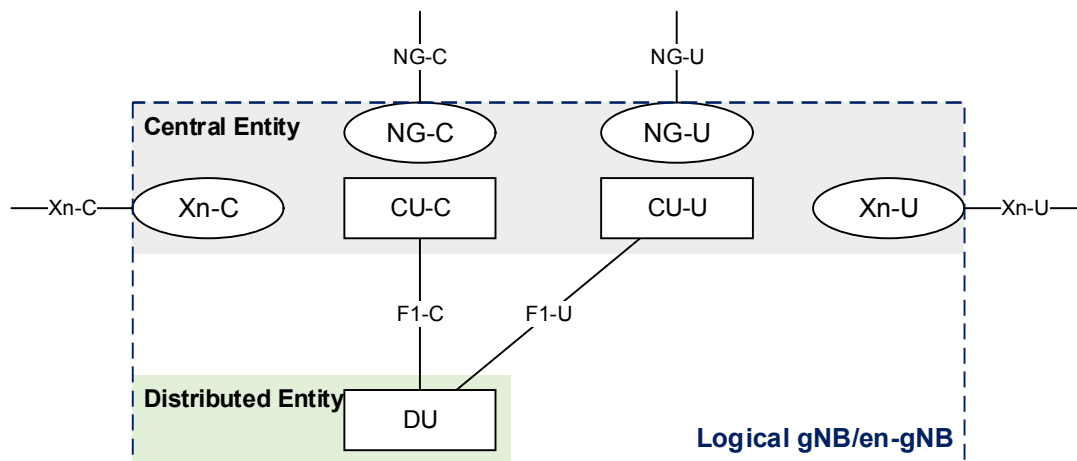 NG-C
NG-U
Central Entity
NG-C
NG-U
Xn-C
Xn-C
CU-C
CU-U
Xn-U
Xn-U
F1-C
F1-U
Distributed Entity
DU
Logical gNB/en-gNB